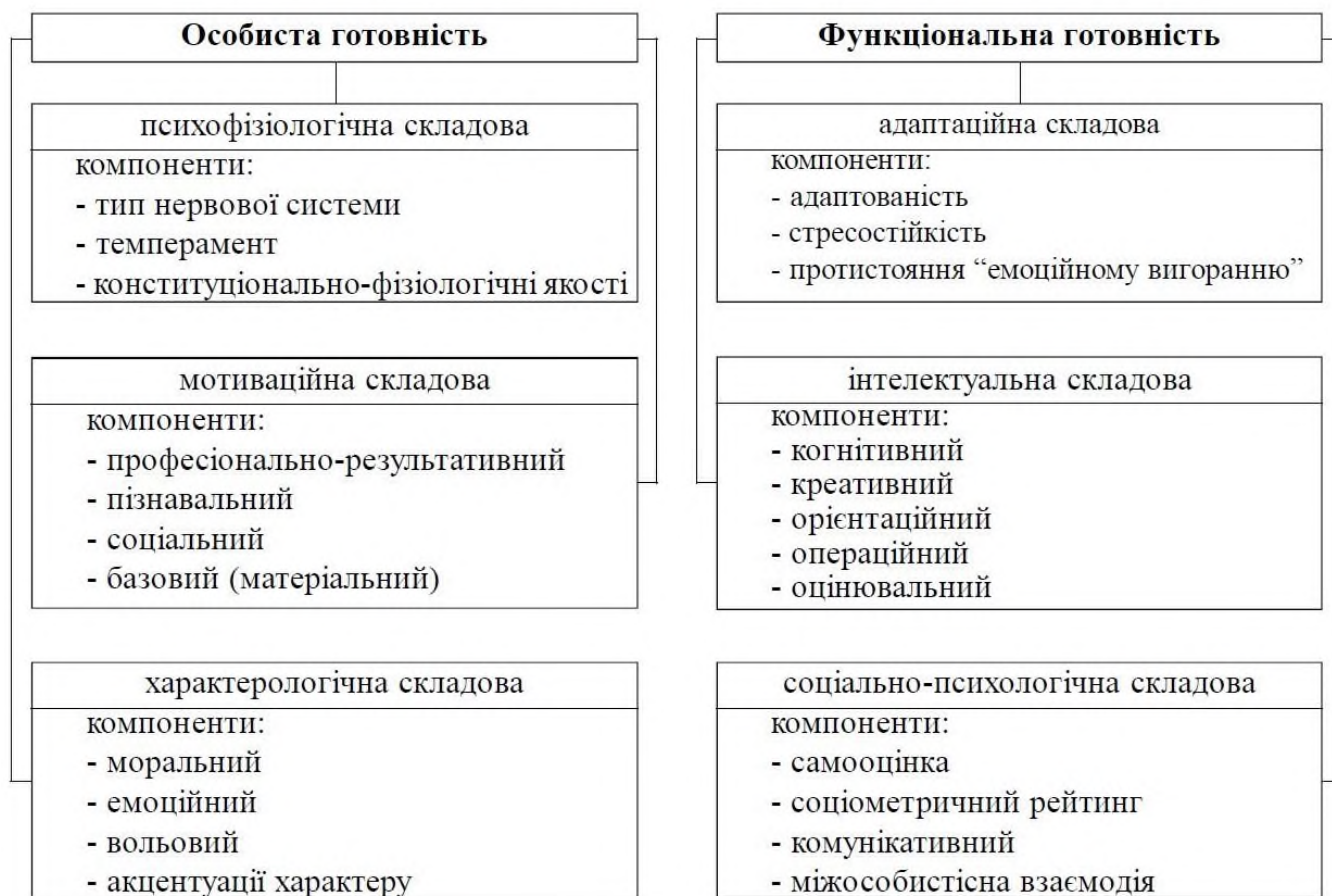 Особиста готовність
психофізіологічна складова
компоненти:
- тип нервової системи
- темперамент
- конституціонально-фізіологічні якості
мотиваційна складова
компоненти:
- професіонально-результативний
- пізнавальний
- соціальний
- базовий (матеріальний)
характерологічна складова
компоненти:
- моральний
- емоційний
- вольовий
- акцентуації характеру
Функціональна готовність
адаптаційна складова
компоненти:
- адаптованість
- стресостійкість
- протистояння “емоційному вигоранню”
інтелектуальна складова
компоненти:
- когнітивний
- креативний
- орієнтаційний
- операційний
- оцінювальний
соціально-психологічна складова
компоненти:
- самооцінка
- соціометричний рейтинг
- комунікативний
- міжособистісна взаємодія